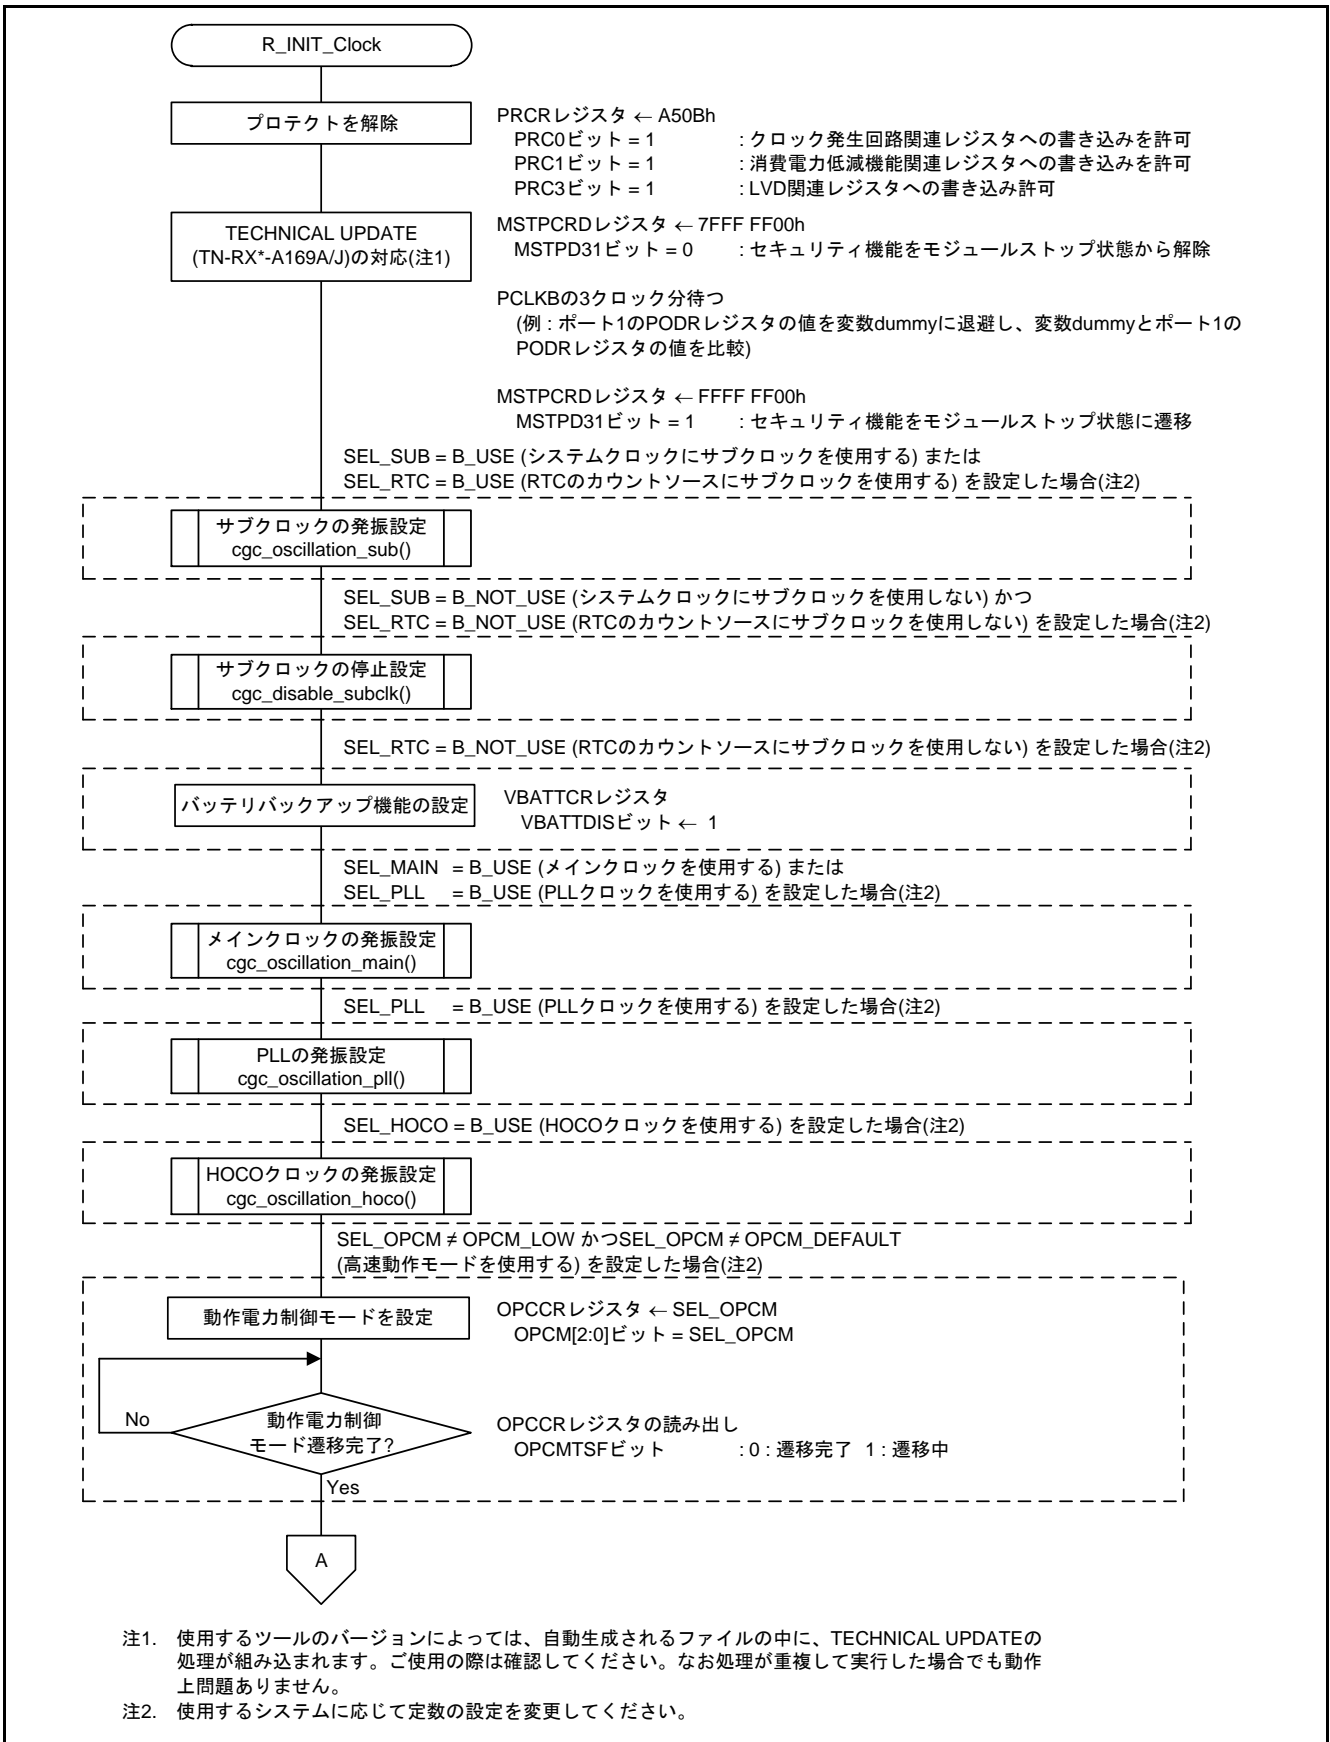 R_INIT_Clock
プロテクトを解除
PRCRレジスタ ← A50Bh
PRC0ビット = 1 : クロック発生回路関連レジスタへの書き込みを許可
PRC1ビット = 1 : 消費電力低減機能関連レジスタへの書き込みを許可
PRC3ビット = 1 : LVD関連レジスタへの書き込み許可
TECHNICAL UPDATE
(TN-RX*-A169A/J)の対応(注1)
MSTPCRDレジスタ ← 7FFF FF00h
MSTPD31ビット = 0 : セキュリティ機能をモジュールストップ状態から解除
PCLKBの3クロック分待つ
(例 : ポート1のPODRレジスタの値を変数dummyに退避し、変数dummyとポート1の
PODRレジスタの値を比較)
MSTPCRDレジスタ ← FFFF FF00h
MSTPD31ビット = 1 : セキュリティ機能をモジュールストップ状態に遷移
SEL_SUB = B_USE (システムクロックにサブクロックを使用する) または
SEL_RTC = B_USE (RTCのカウントソースにサブクロックを使用する) を設定した場合(注2)
サブクロックの発振設定
cgc_oscillation_sub()
SEL_SUB = B_NOT_USE (システムクロックにサブクロックを使用しない) かつ
SEL_RTC = B_NOT_USE (RTCのカウントソースにサブクロックを使用しない) を設定した場合(注2)
サブクロックの停止設定
cgc_disable_subclk()
SEL_RTC = B_NOT_USE (RTCのカウントソースにサブクロックを使用しない) を設定した場合(注2)
バッテリバックアップ機能の設定
VBATTCRレジスタ
VBATTDISビット ← 1
SEL_MAIN = B_USE (メインクロックを使用する) または
SEL_PLL = B_USE (PLLクロックを使用する) を設定した場合(注2)
メインクロックの発振設定
cgc_oscillation_main()
SEL_PLL = B_USE (PLLクロックを使用する) を設定した場合(注2)
PLLの発振設定
cgc_oscillation_pll()
SEL_HOCO = B_USE (HOCOクロックを使用する) を設定した場合(注2)
HOCOクロックの発振設定
cgc_oscillation_hoco()
SEL_OPCM ≠ OPCM_LOW かつSEL_OPCM ≠ OPCM_DEFAULT
(高速動作モードを使用する) を設定した場合(注2)
動作電力制御モードを設定
OPCCRレジスタ ← SEL_OPCM
OPCM[2:0]ビット = SEL_OPCM
No
動作電力制御
モード遷移完了?
OPCCRレジスタの読み出し
OPCMTSFビット : 0 : 遷移完了 1 : 遷移中
Yes
A
注1. 使用するツールのバージョンによっては、自動生成されるファイルの中に、TECHNICAL UPDATEの
処理が組み込まれます。ご使用の際は確認してください。なお処理が重複して実行した場合でも動作
上問題ありません。
注2. 使用するシステムに応じて定数の設定を変更してください。